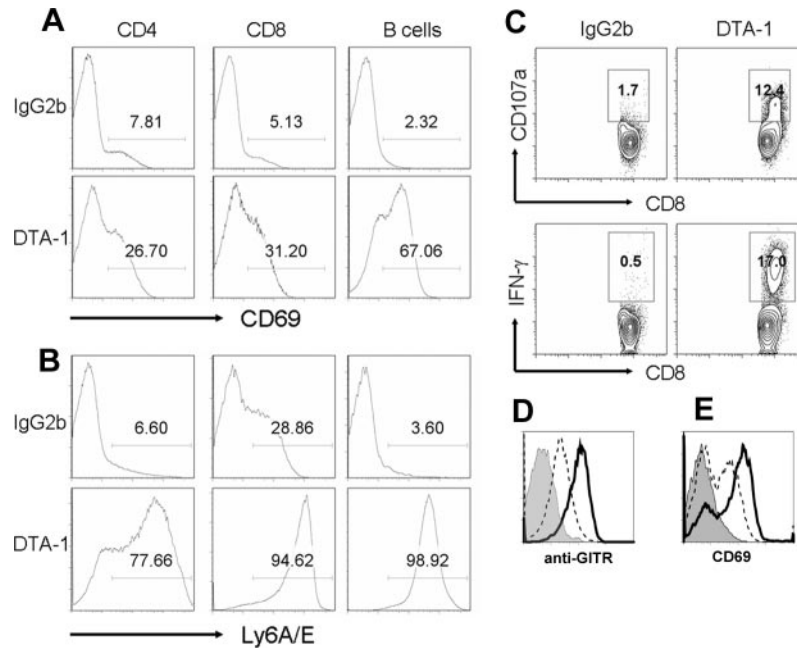 A
CD4 CD8 B cells
IgG2b
7.81 5.13 2.32
DTA-1
26.70 31.20 67.06
CD69
B
IgG2b
6.60 28.86 3.60
DTA-1
77.66 94.62 98.92
Ly6A/E
C
IgG2b DTA-1
CD107a
1.7 12.4
CD8
IFN-γ
0.5 17.0
CD8
D
anti-GITR
E
CD69